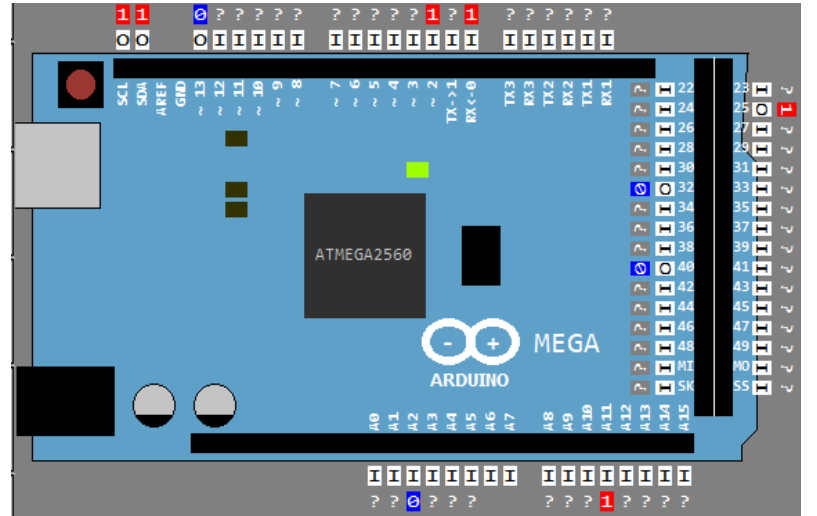 1 1 0 ? ? ? ? ? ? ? ? ? ? 1 ? 1 ? ? ? ? ? ?
O O O I I I I I I I I I I I I I I I I I I I
SCL
SDA
AREF
GND
~ 13
~ 12
~ 11
~ 10
~ 9
~ 8
~ 7
~ 6
~ 5
~ 4
~ 3
~ 2
TX->1
RX<-0
TX3
RX3
TX2
RX2
TX1
RX1
? I 22 23 I ?
? I 24 25 O 1
? I 26 27 I ?
? I 28 29 I ?
? I 30 31 I ?
0 O 32 33 I ?
? I 34 35 I ?
? I 36 37 I ?
? I 38 39 I ?
0 O 40 41 I ?
? I 42 43 I ?
? I 44 45 I ?
? I 46 47 I ?
? I 48 49 I ?
? I MI MO I ?
? I SK SS I ?
ATMEGA2560
- +
MEGA
ARDUINO
A0
A1
A2
A3
A4
A5
A6
A7
A8
A9
A10
A11
A12
A13
A14
A15
I I I I I I I I I I I I I I I I
? ? 0 ? ? ? ? ? ? 1 ? ? ? ?